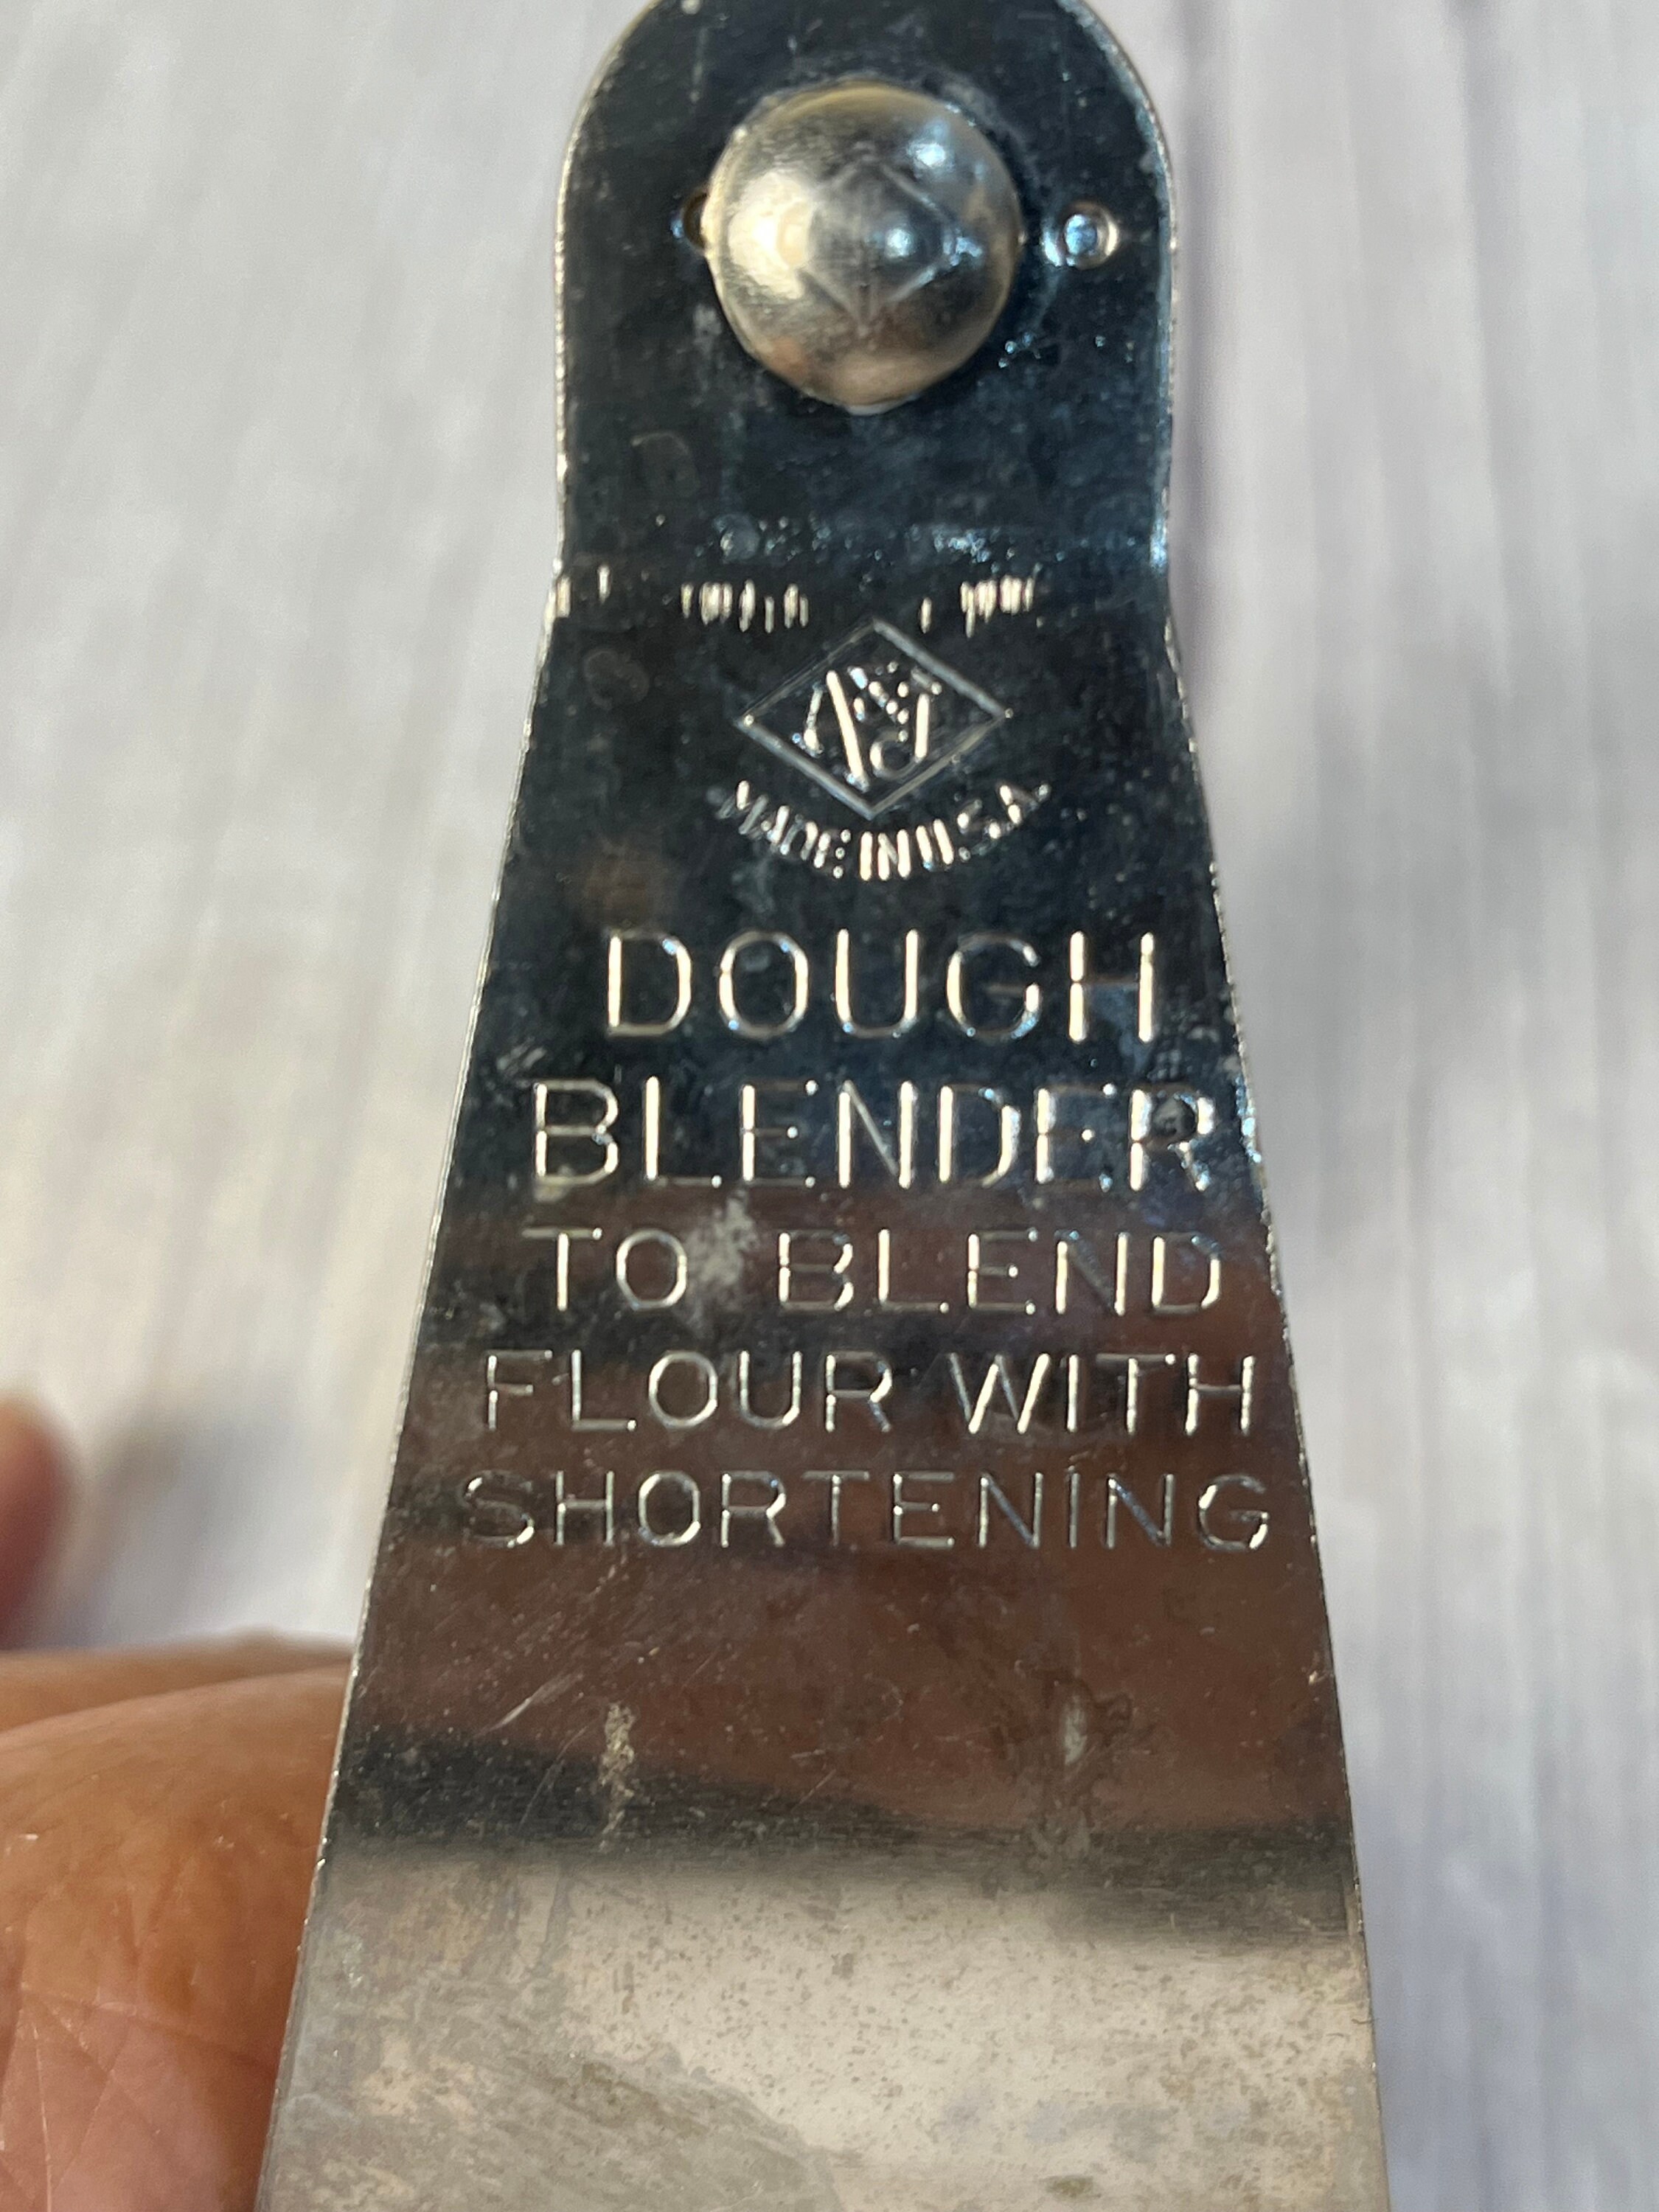 MADE IN U.S.A.
DOUGH
BLENDER
TO BLEND
FLOUR WITH
SHORTENING